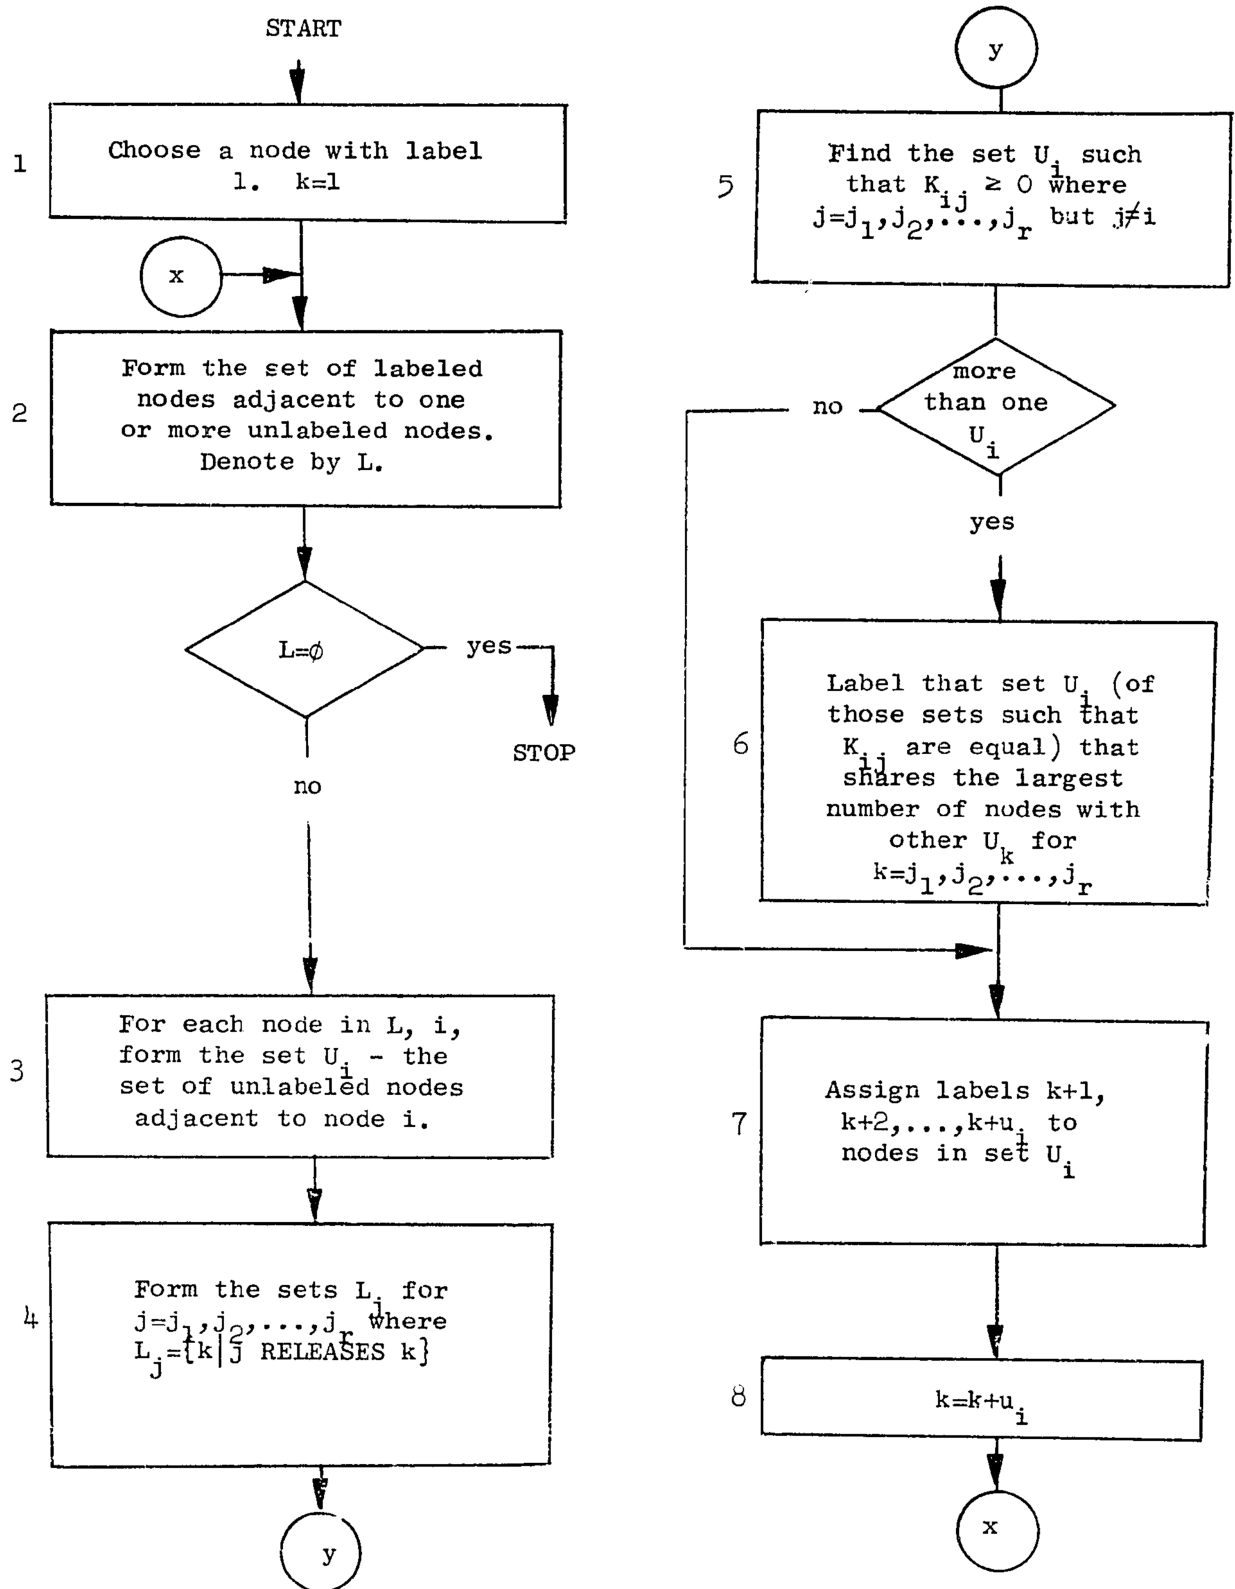 START
1
Choose a node with label
1. k=1
x
2
Form the set of labeled
nodes adjacent to one
or more unlabeled nodes.
Denote by L.
L=∅
yes
STOP
no
3
For each node in L, i,
form the set U_i - the
set of unlabeled nodes
adjacent to node i.
4
Form the sets L_j for
j=j_1,j_2,...,j_r where
L_j={k|j RELEASES k}
y
y
5
Find the set U_i such
that K_ij ≥ 0 where
j=j_1,j_2,...,j_r but j≠i
more
than one
U_i
no
yes
6
Label that set U_i (of
those sets such that
K_ij are equal) that
shares the largest
number of nodes with
other U_k for
k=j_1,j_2,...,j_r
7
Assign labels k+1,
k+2,...,k+u_i to
nodes in set U_i
8
k=k+u_i
x